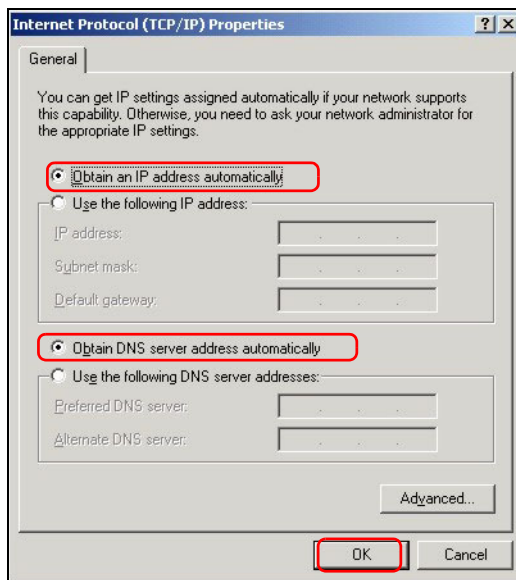 Internet Protocol (TCP/IP) Properties
General
You can get IP settings assigned automatically if your network supports
this capability. Otherwise, you need to ask your network administrator for
the appropriate IP settings.
Obtain an IP address automatically
Use the following IP address:
IP address:
Subnet mask:
Default gateway:
Obtain DNS server address automatically
Use the following DNS server addresses:
Preferred DNS server:
Alternate DNS server:
Advanced...
OK
Cancel